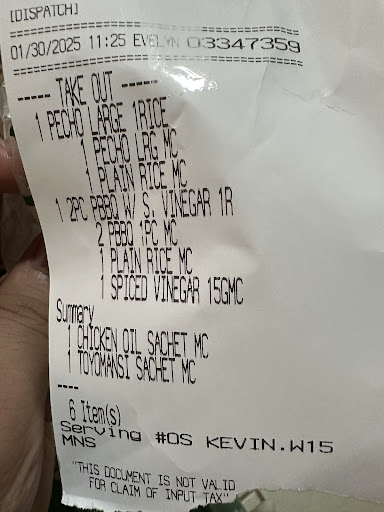 [DISPATCH]
01/30/2025 11:25 EVELYN 03347359
----- TAKE OUT -----
1 PECHO LARGE 1RICE
1 PECHO LRG MC
1 PLAIN RICE MC
1 2PC PBBQ W/ S. VINEGAR 1R
2 PBBQ 1PC MC
1 PLAIN RICE MC
1 SPICED VINEGAR 15GMC
Summary
1 CHICKEN OIL SACHET MC
1 TOYOMANSI SACHET MC
----
6 Item(s)
Serving #OS KEVIN.W15
MNS
"THIS DOCUMENT IS NOT VALID
FOR CLAIM OF INPUT TAX"